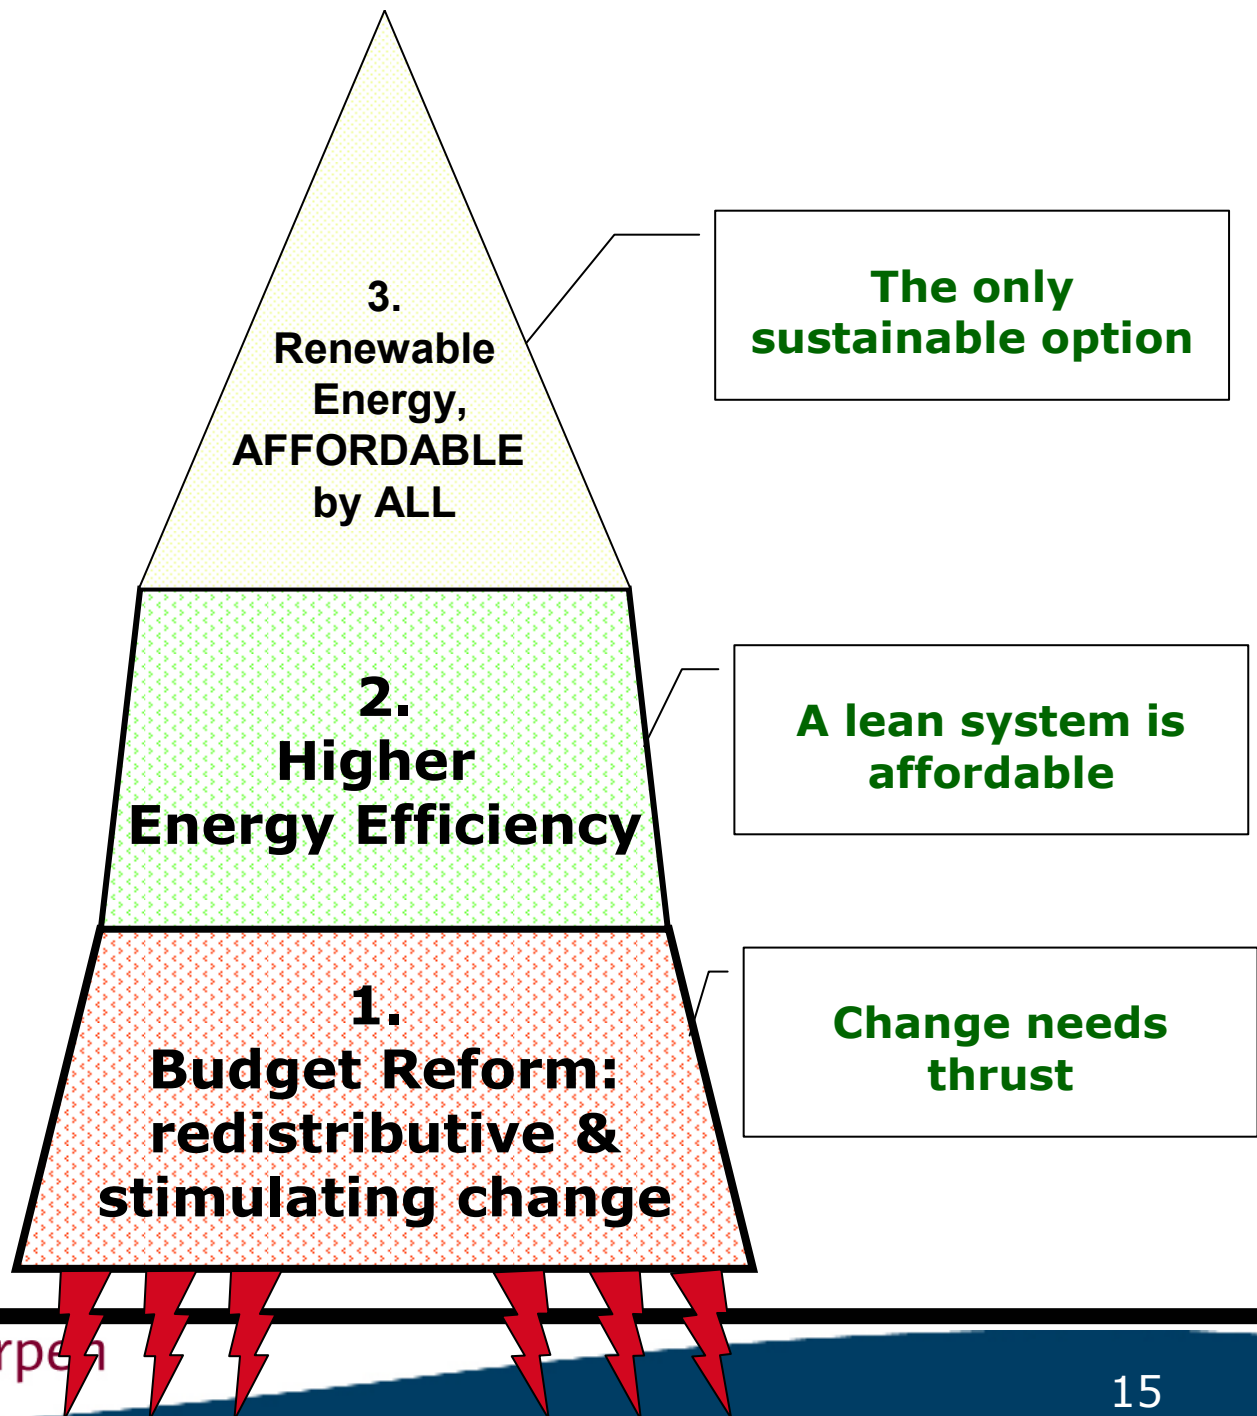 3.
Renewable
Energy,
AFFORDABLE
by ALL
The only
sustainable option
2.
Higher
Energy Efficiency
A lean system is
affordable
1.
Budget Reform:
redistributive &
stimulating change
Change needs
thrust
15